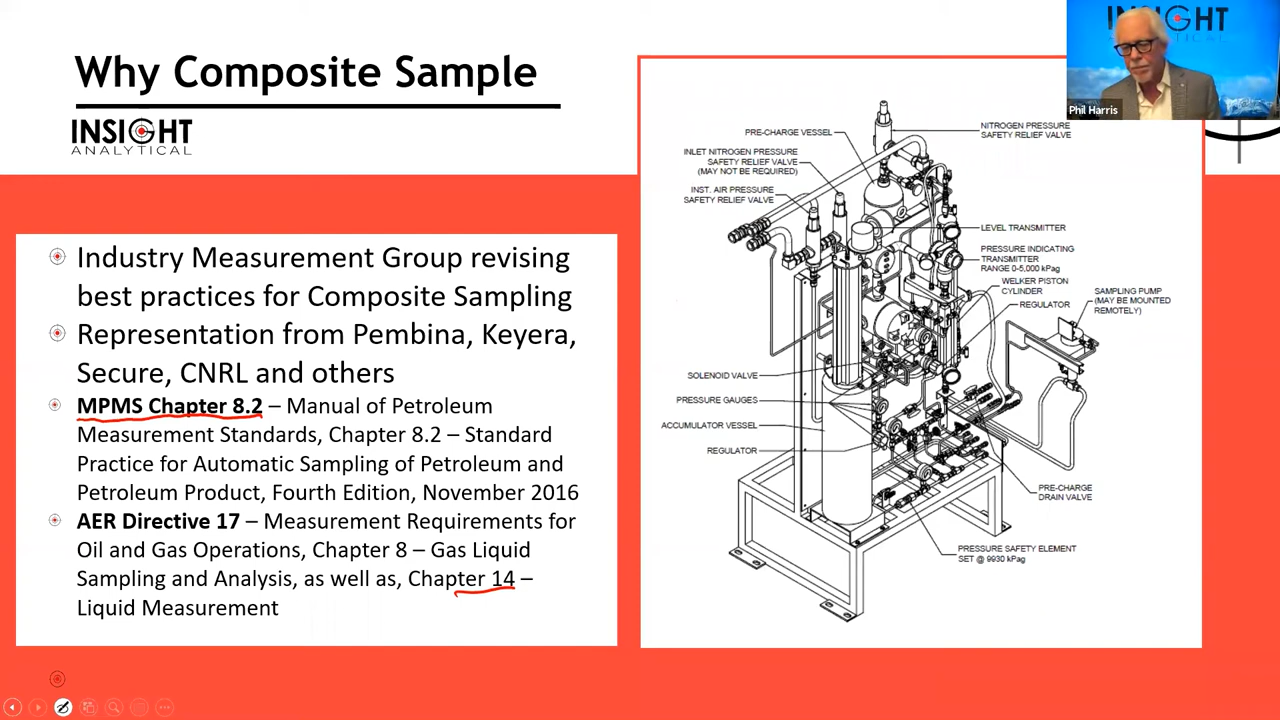 Why Composite Sample
INSIGHT
ANALYTICAL
Industry Measurement Group revising
best practices for Composite Sampling
Representation from Pembina, Keyera,
Secure, CNRL and others
MPMS Chapter 8.2 – Manual of Petroleum
Measurement Standards, Chapter 8.2 – Standard
Practice for Automatic Sampling of Petroleum and
Petroleum Product, Fourth Edition, November 2016
AER Directive 17 – Measurement Requirements for
Oil and Gas Operations, Chapter 8 – Gas Liquid
Sampling and Analysis, as well as, Chapter 14 –
Liquid Measurement
PRE-CHARGE VESSEL
INLET NITROGEN PRESSURE
SAFETY RELIEF VALVE
(MAY NOT BE REQUIRED)
INST. AIR PRESSURE
SAFETY RELIEF VALVE
SOLENOID VALVE
PRESSURE GAUGES
ACCUMULATOR VESSEL
REGULATOR
NITROGEN PRESSURE
SAFETY RELIEF VALVE
LEVEL TRANSMITTER
PRESSURE INDICATING
TRANSMITTER
RANGE 0-5,000 kPag
WELKER PISTON
CYLINDER
REGULATOR
SAMPLING PUMP
(MAY BE MOUNTED
REMOTELY)
PRE-CHARGE
DRAIN VALVE
PRESSURE SAFETY ELEMENT
SET @ 9930 kPag
Phil Harris